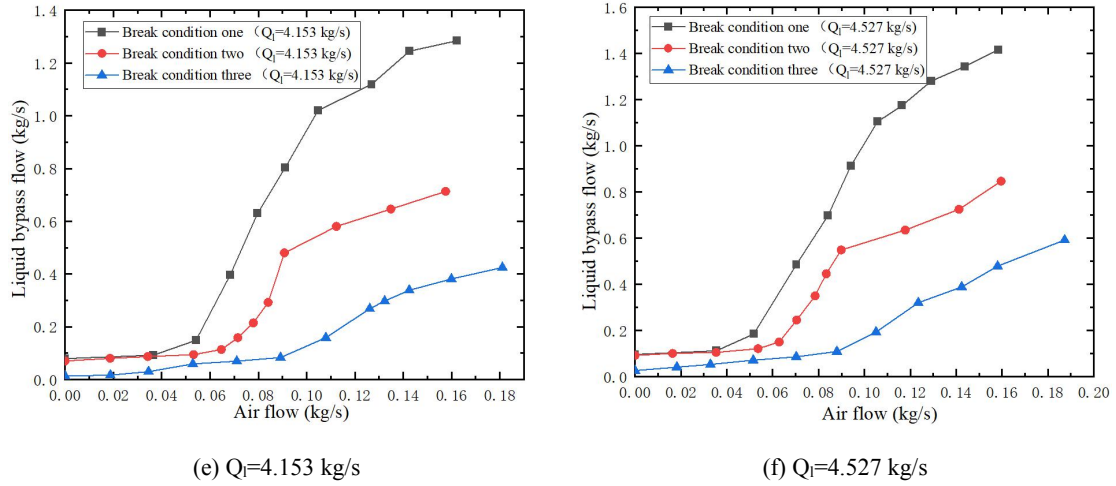 Break condition one （Qₗ=4.153 kg/s）
Break condition two （Qₗ=4.153 kg/s）
Break condition three （Qₗ=4.153 kg/s）
Liquid bypass flow (kg/s)
1.4
1.2
1.0
0.8
0.6
0.4
0.2
0.0
0.00 0.02 0.04 0.06 0.08 0.10 0.12 0.14 0.16 0.18
Air flow (kg/s)
(e) Qₗ=4.153 kg/s
Break condition one （Qₗ=4.527 kg/s）
Break condition two （Qₗ=4.527 kg/s）
Break condition three （Qₗ=4.527 kg/s）
Liquid bypass flow (kg/s)
1.6
1.4
1.2
1.0
0.8
0.6
0.4
0.2
0.0
0.00 0.02 0.04 0.06 0.08 0.10 0.12 0.14 0.16 0.18 0.20
Air flow (kg/s)
(f) Qₗ=4.527 kg/s